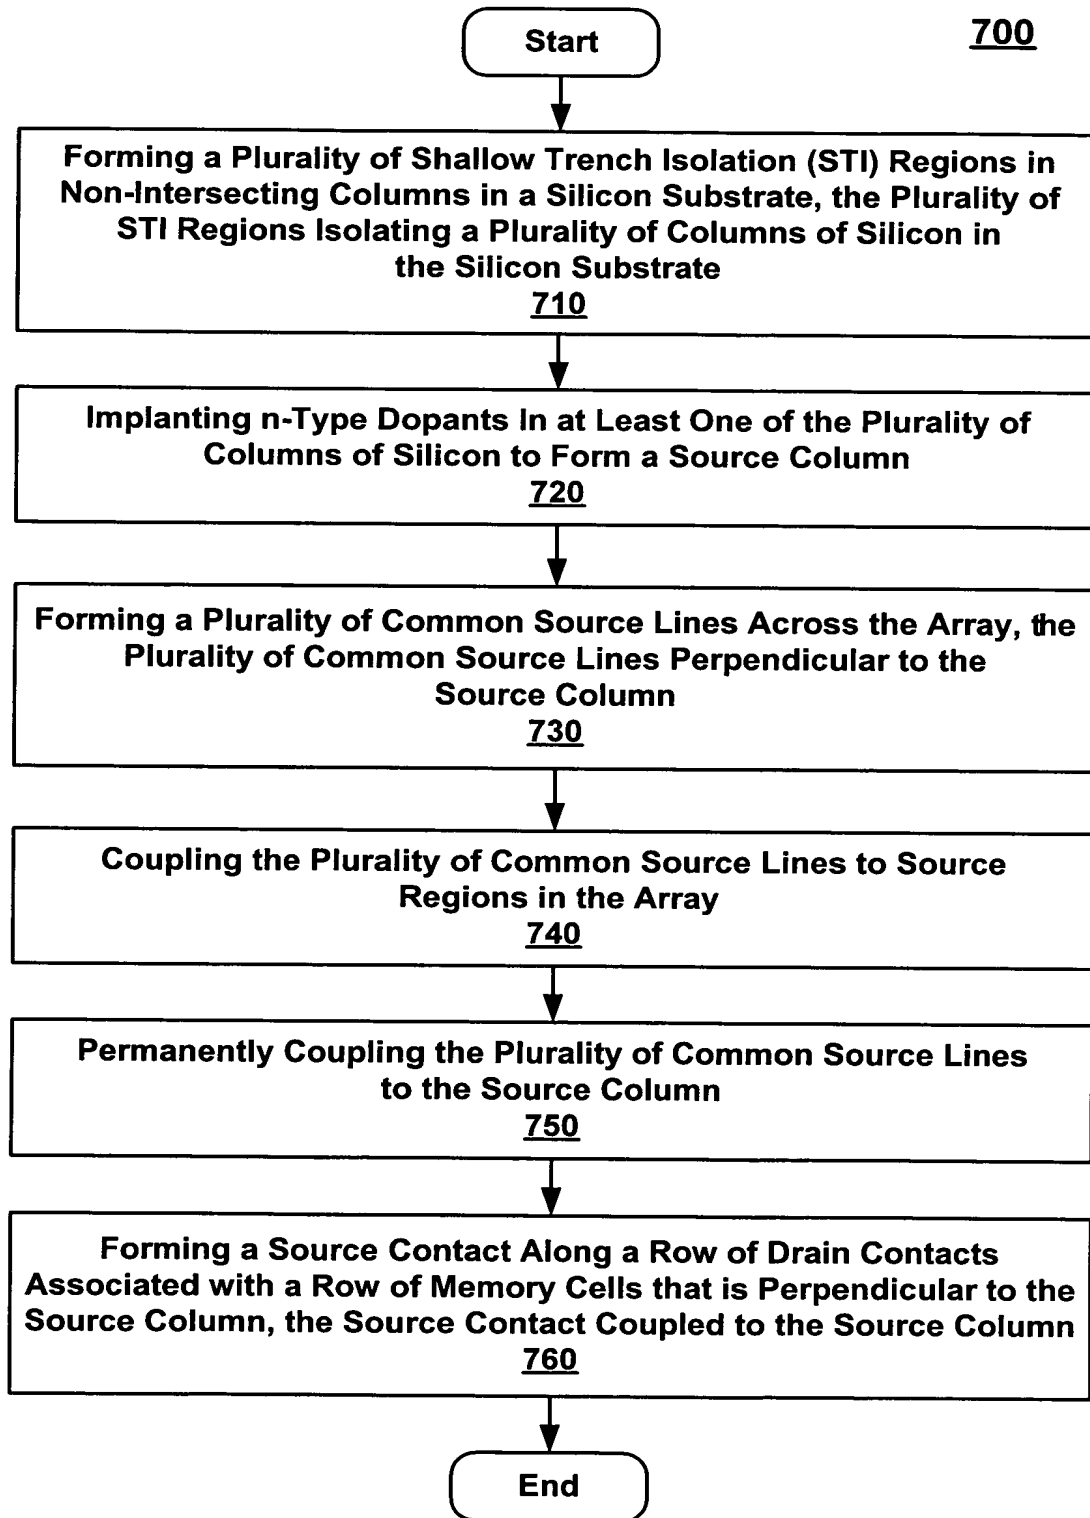 Start
700
Forming a Plurality of Shallow Trench Isolation (STI) Regions in
Non-Intersecting Columns in a Silicon Substrate, the Plurality of
STI Regions Isolating a Plurality of Columns of Silicon in
the Silicon Substrate
710
Implanting n-Type Dopants In at Least One of the Plurality of
Columns of Silicon to Form a Source Column
720
Forming a Plurality of Common Source Lines Across the Array, the
Plurality of Common Source Lines Perpendicular to the
Source Column
730
Coupling the Plurality of Common Source Lines to Source
Regions in the Array
740
Permanently Coupling the Plurality of Common Source Lines
to the Source Column
750
Forming a Source Contact Along a Row of Drain Contacts
Associated with a Row of Memory Cells that is Perpendicular to the
Source Column, the Source Contact Coupled to the Source Column
760
End